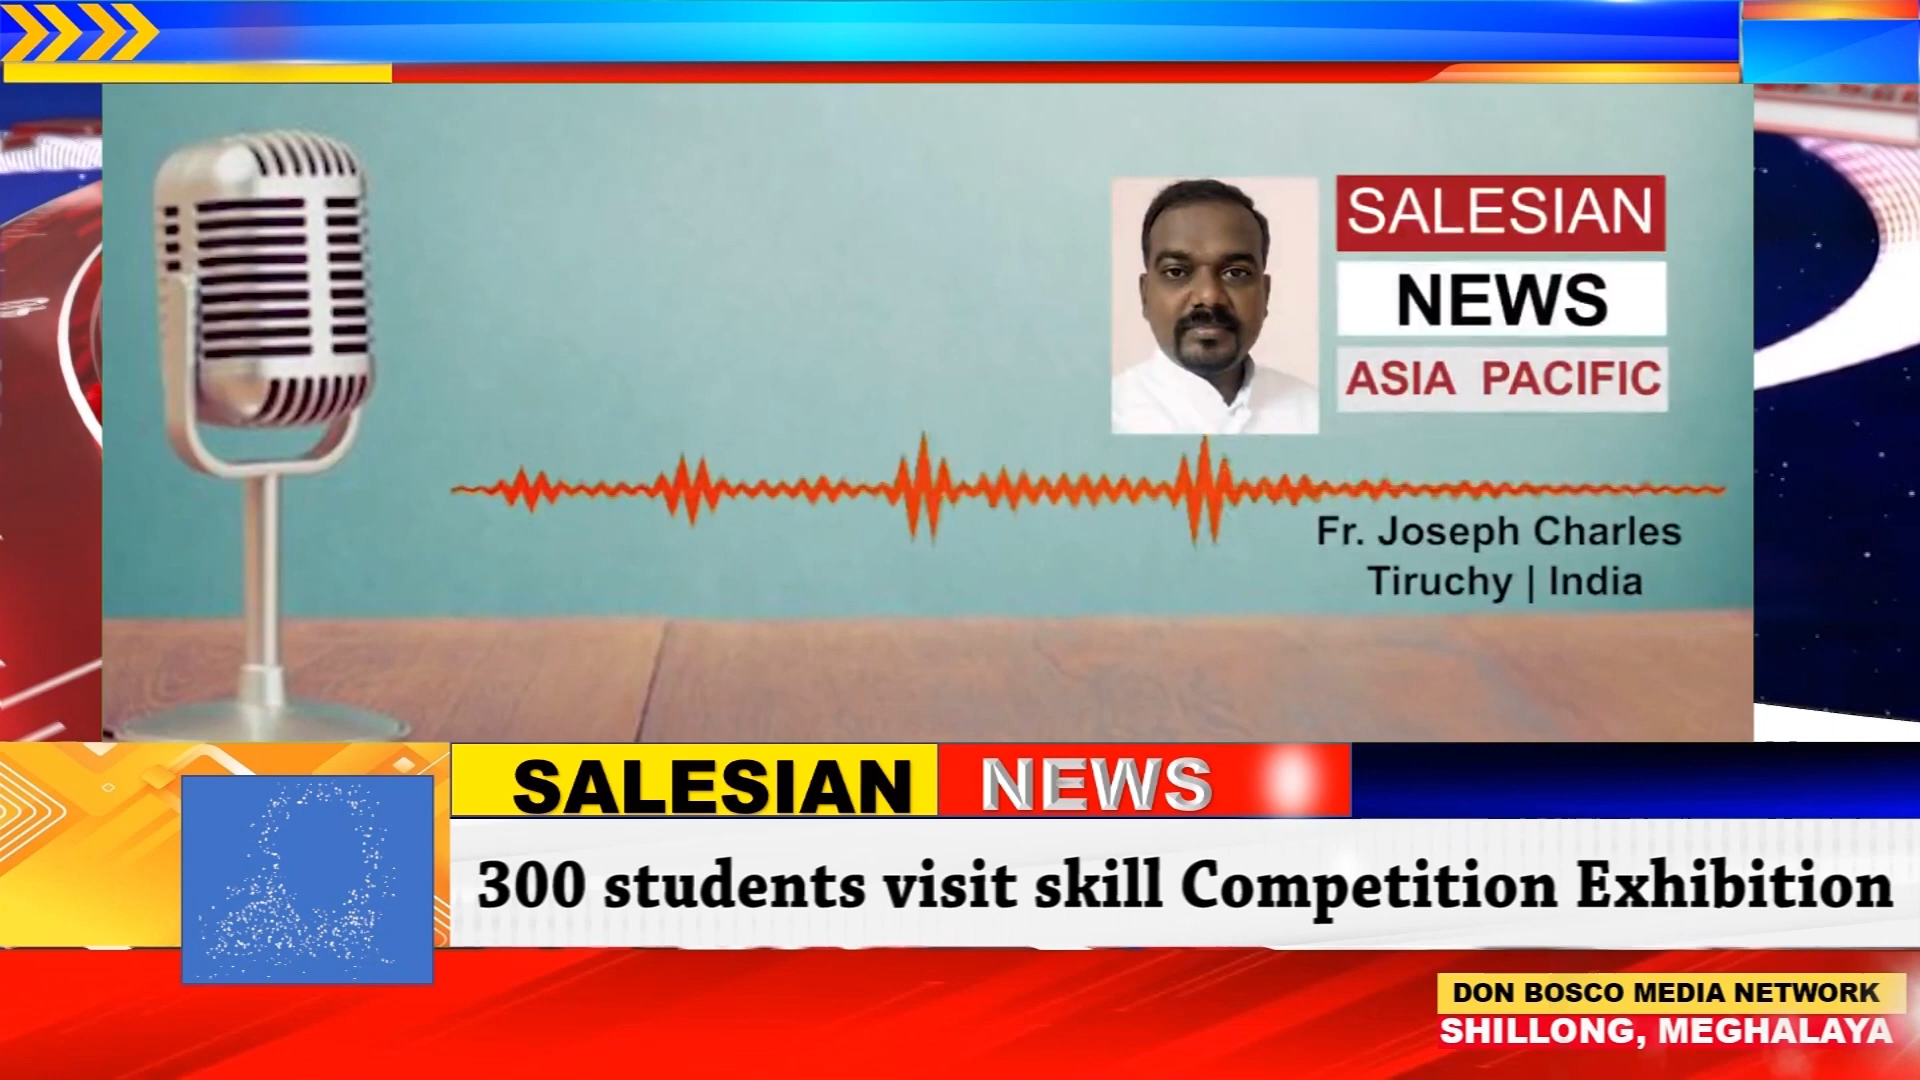 SALESIAN
NEWS
ASIA PACIFIC
Fr. Joseph Charles
Tiruchy | India
SALESIAN NEWS
300 students visit skill Competition Exhibition
DON BOSCO MEDIA NETWORK
SHILLONG, MEGHALAYA